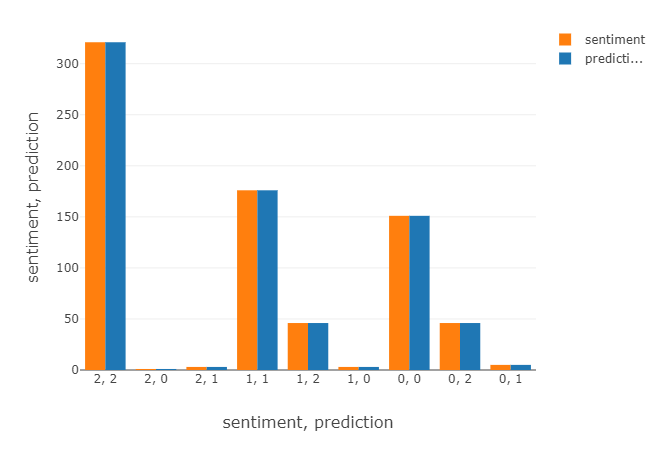 sentiment
predicti...
300
250
200
150
100
50
0
sentiment, prediction
2, 2 2, 0 2, 1 1, 1 1, 2 1, 0 0, 0 0, 2 0, 1
sentiment, prediction